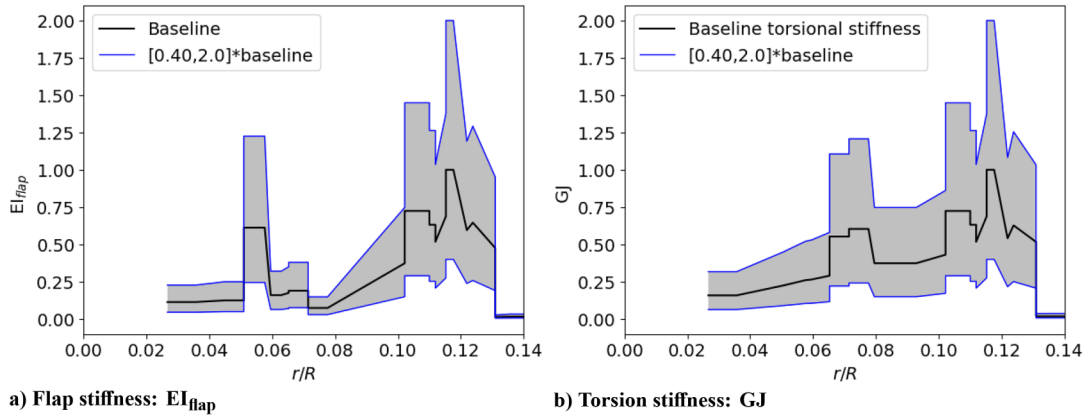 Baseline
[0.40,2.0]*baseline
2.00
1.75
1.50
1.25
1.00
0.75
0.50
0.25
0.00
EI_flap
0.00 0.02 0.04 0.06 0.08 0.10 0.12 0.14
r/R
a) Flap stiffness: EI_flap
Baseline torsional stiffness
[0.40,2.0]*baseline
2.00
1.75
1.50
1.25
1.00
0.75
0.50
0.25
0.00
GJ
0.00 0.02 0.04 0.06 0.08 0.10 0.12 0.14
r/R
b) Torsion stiffness: GJ